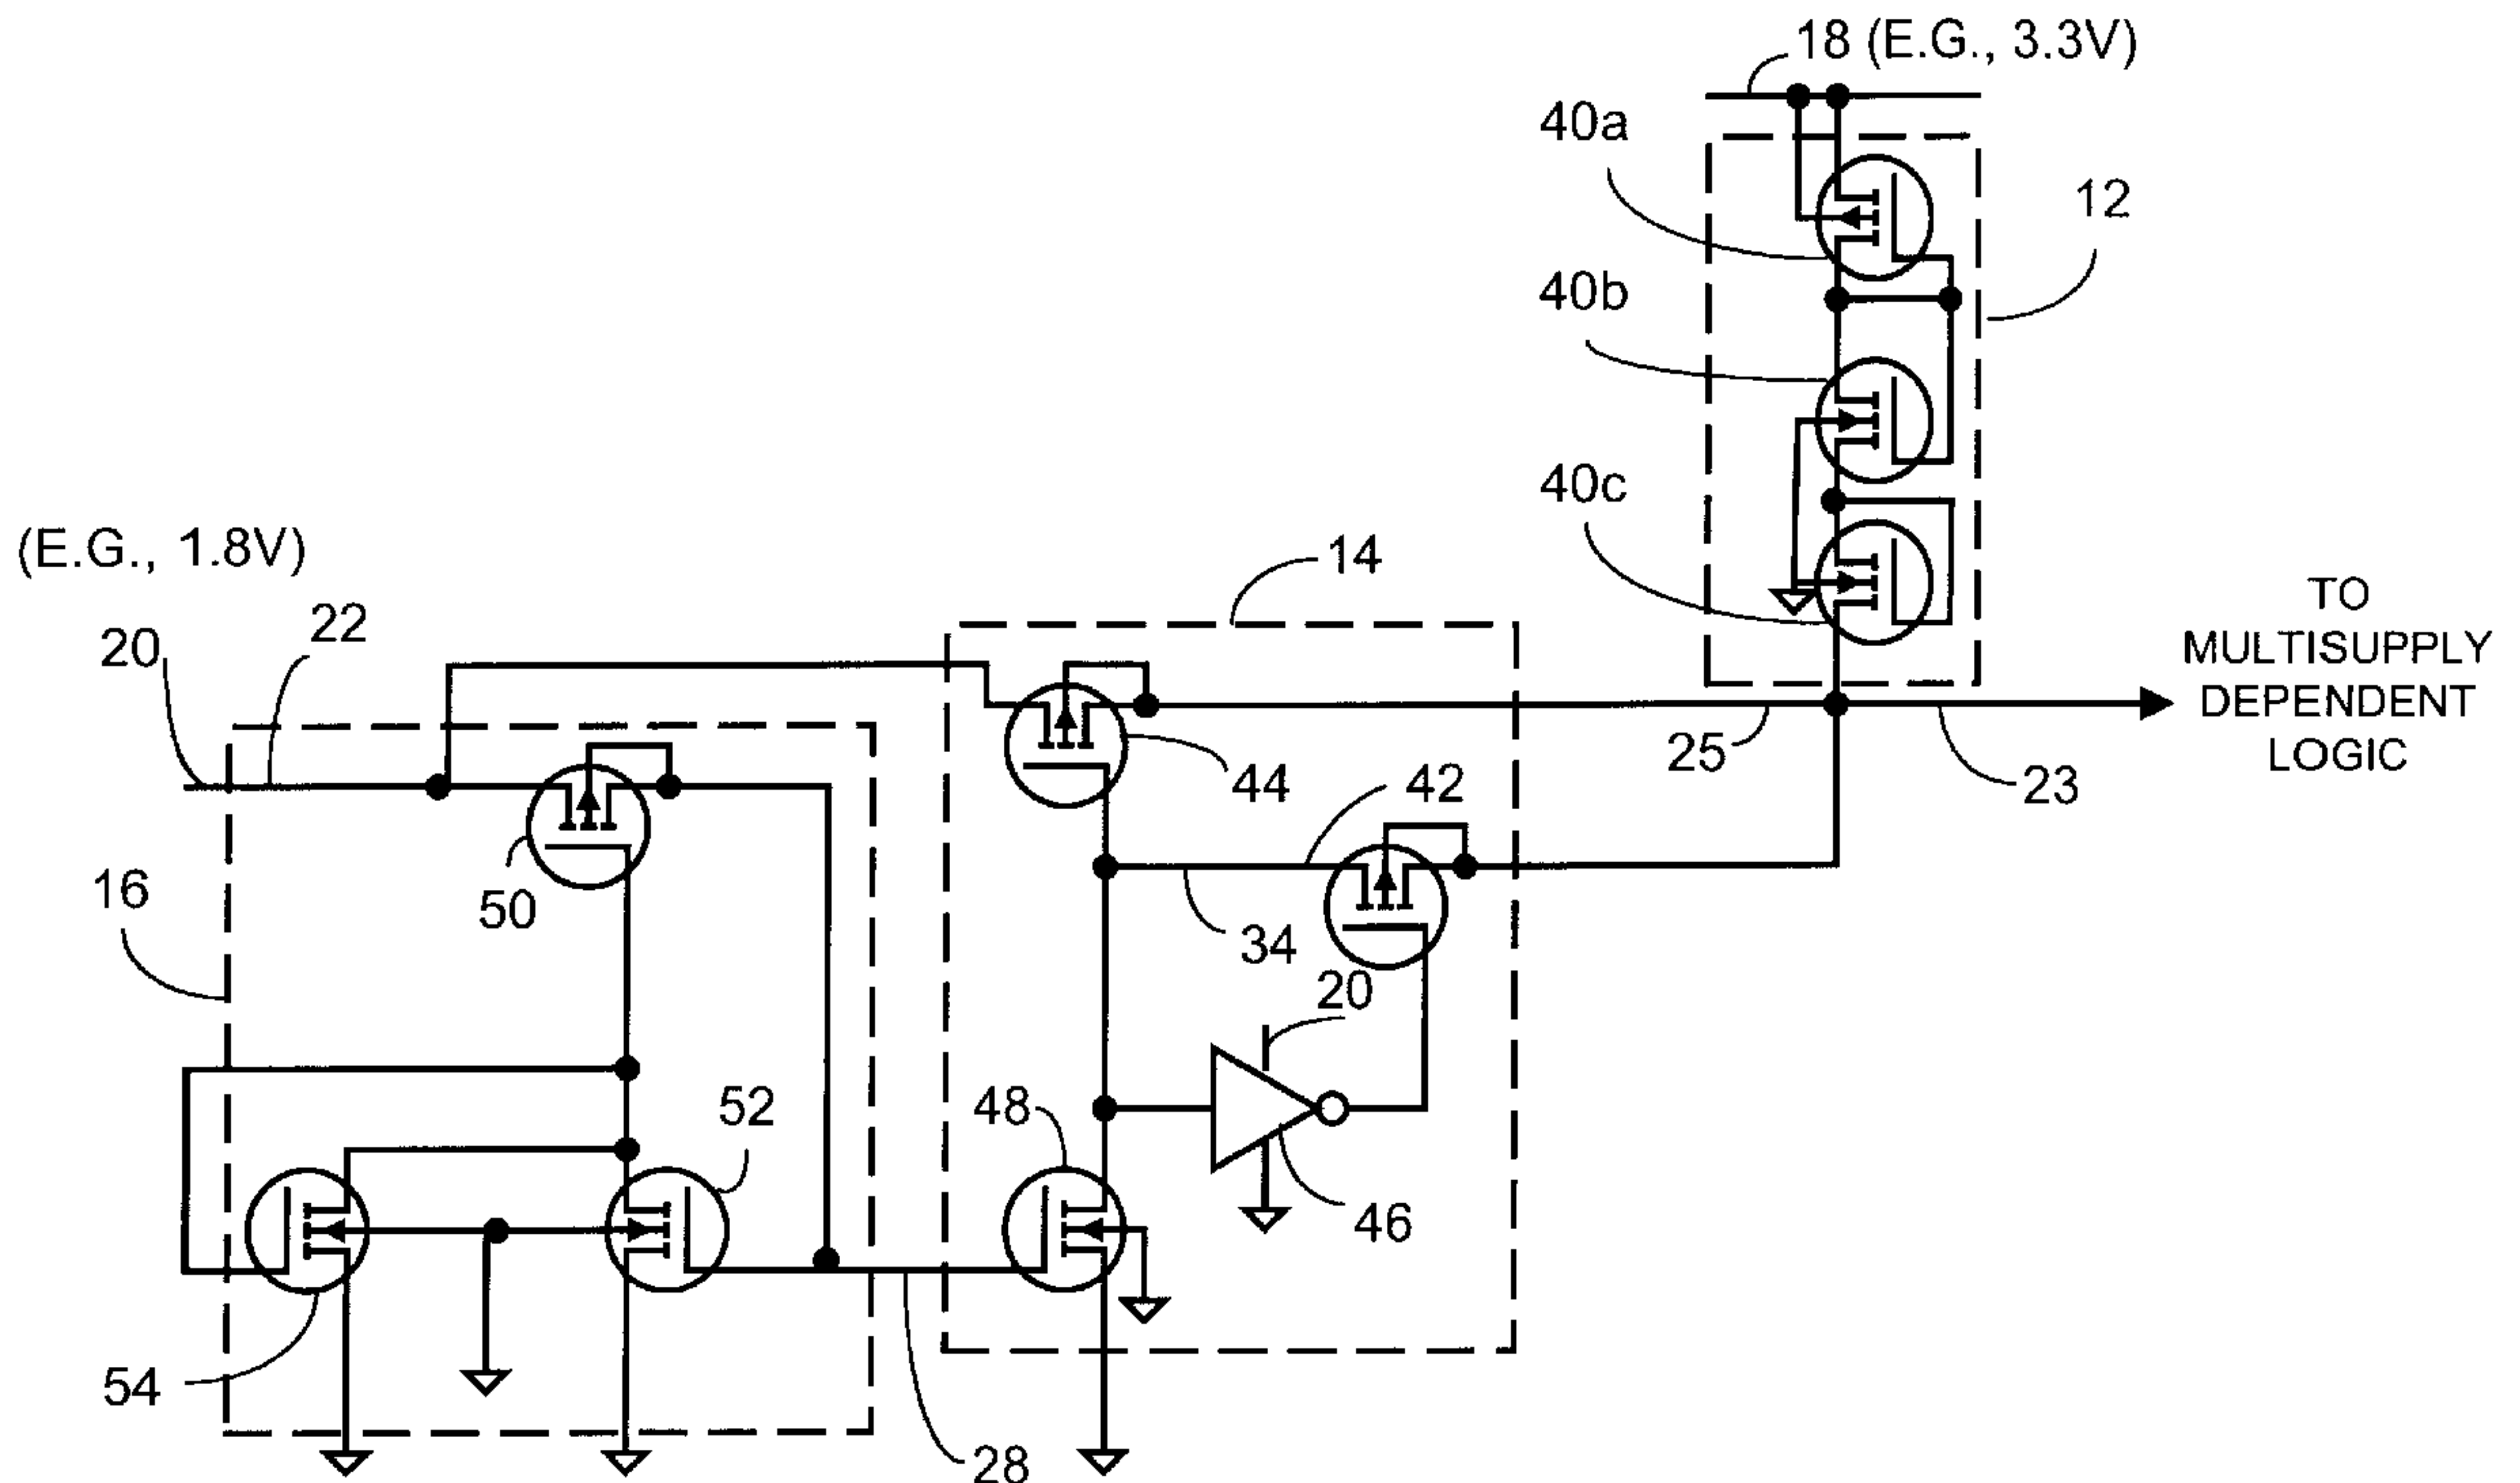 18 (E.G., 3.3V)
40a
12
40b
40c
(E.G., 1.8V)
14
TO
MULTISUPPLY
DEPENDENT
LOGIC
22
20
25
44
42
23
16
50
34
20
52
48
46
54
28